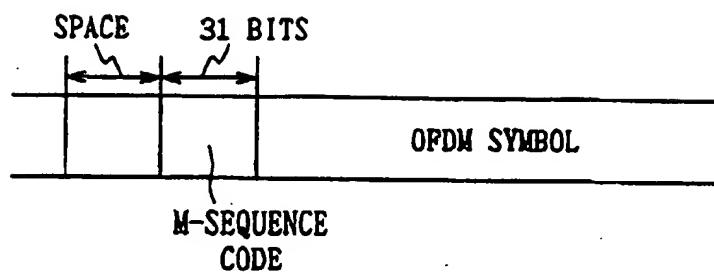 SPACE
31 BITS
OFDM SYMBOL
M-SEQUENCE
CODE